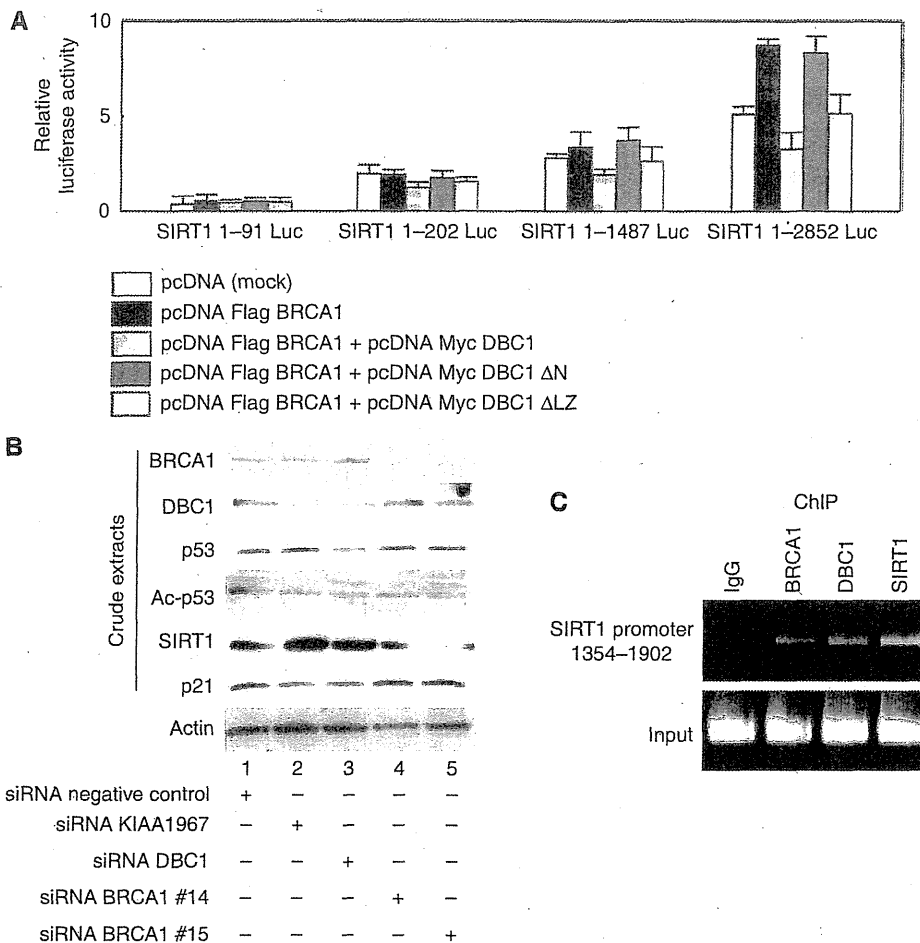 A
10
5
0
Relative
luciferase activity
SIRT1 1–91 Luc SIRT1 1–202 Luc SIRT1 1–1487 Luc SIRT1 1–2852 Luc
pcDNA (mock)
pcDNA Flag BRCA1
pcDNA Flag BRCA1 + pcDNA Myc DBC1
pcDNA Flag BRCA1 + pcDNA Myc DBC1 ΔN
pcDNA Flag BRCA1 + pcDNA Myc DBC1 ΔLZ
B
Crude extracts
BRCA1
DBC1
p53
Ac-p53
SIRT1
p21
Actin
1 2 3 4 5
siRNA negative control + − − − −
siRNA KIAA1967 − + − − −
siRNA DBC1 − − + − −
siRNA BRCA1 #14 − − − + −
siRNA BRCA1 #15 − − − − +
C
ChIP
IgG BRCA1 DBC1 SIRT1
SIRT1 promoter
1354–1902
Input